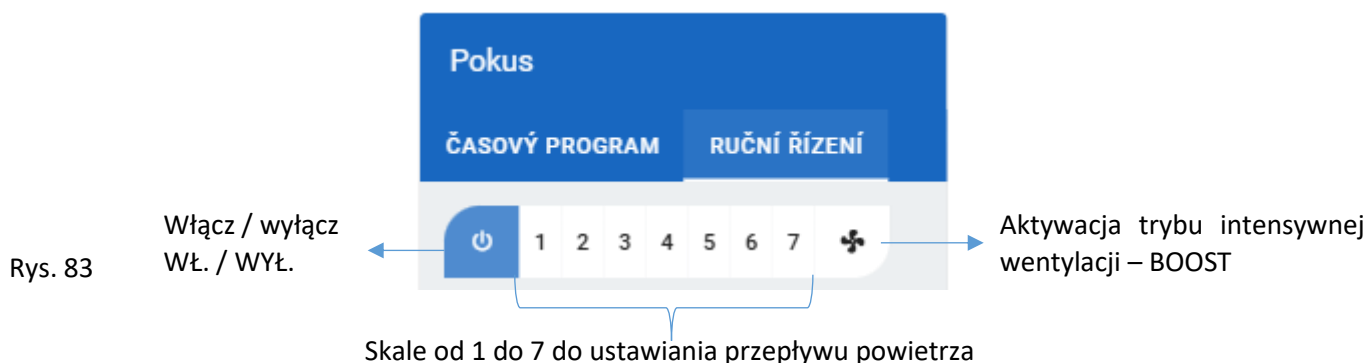 Pokus
ČASOVÝ PROGRAM RUČNÍ ŘÍZENÍ
Włącz / wyłącz
WŁ. / WYŁ.
1 2 3 4 5 6 7
Aktywacja trybu intensywnej
wentylacji – BOOST
Rys. 83
Skale od 1 do 7 do ustawiania przepływu powietrza